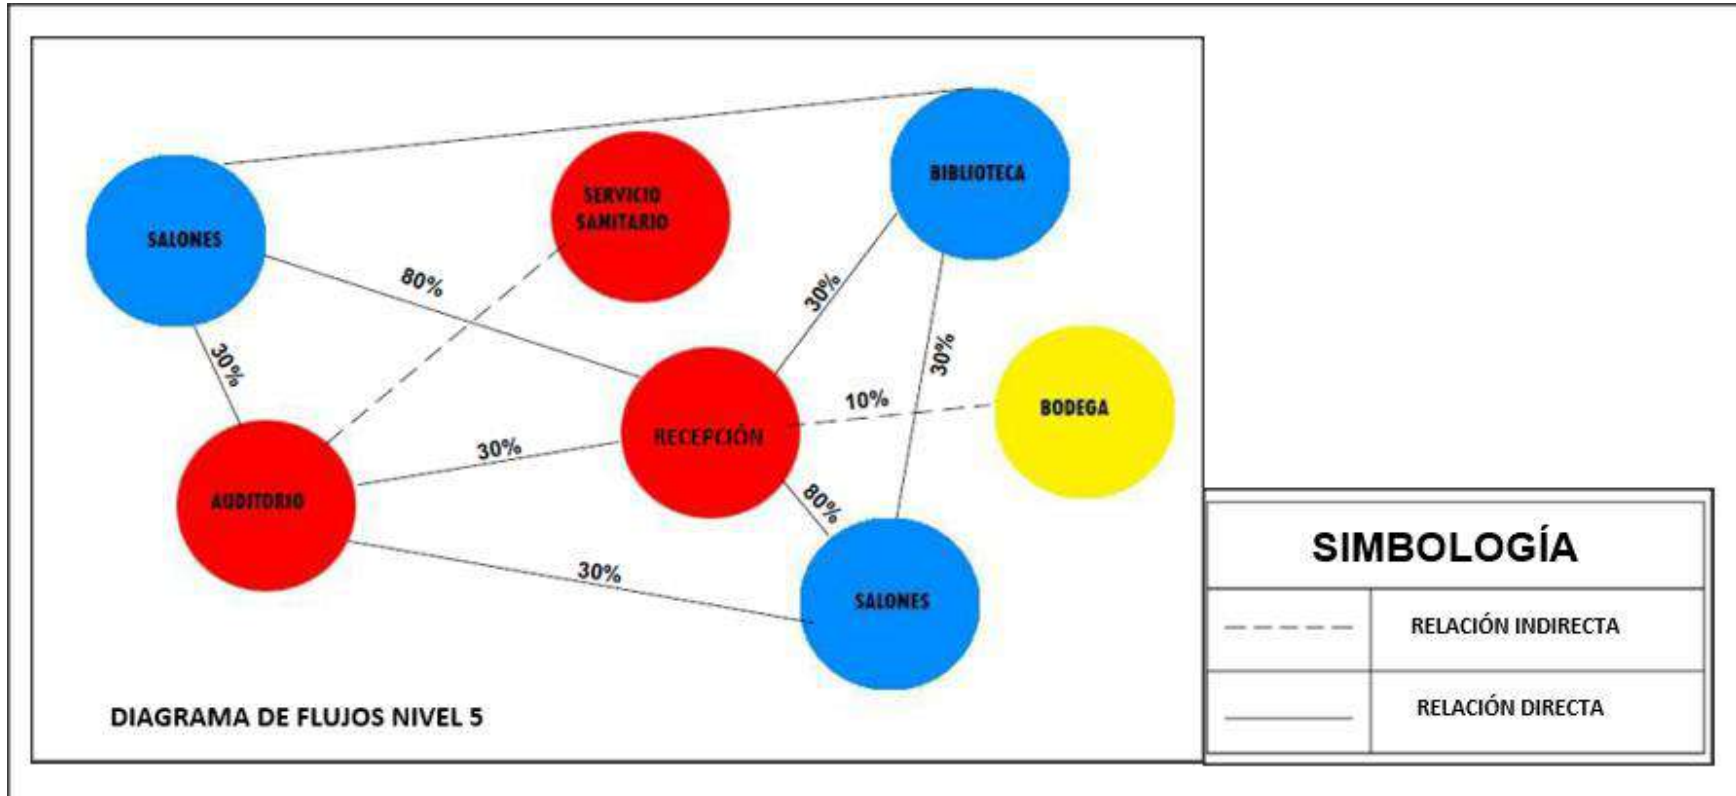 BIBLIOTECA
SERVICIO
SANITARIO
SALONES
80%
30%
30%
30%
BODEGA
10%
RECEPCIÓN
30%
AUDITORIO
80%
30%
SALONES
DIAGRAMA DE FLUJOS NIVEL 5
SIMBOLOGÍA
RELACIÓN INDIRECTA
RELACIÓN DIRECTA